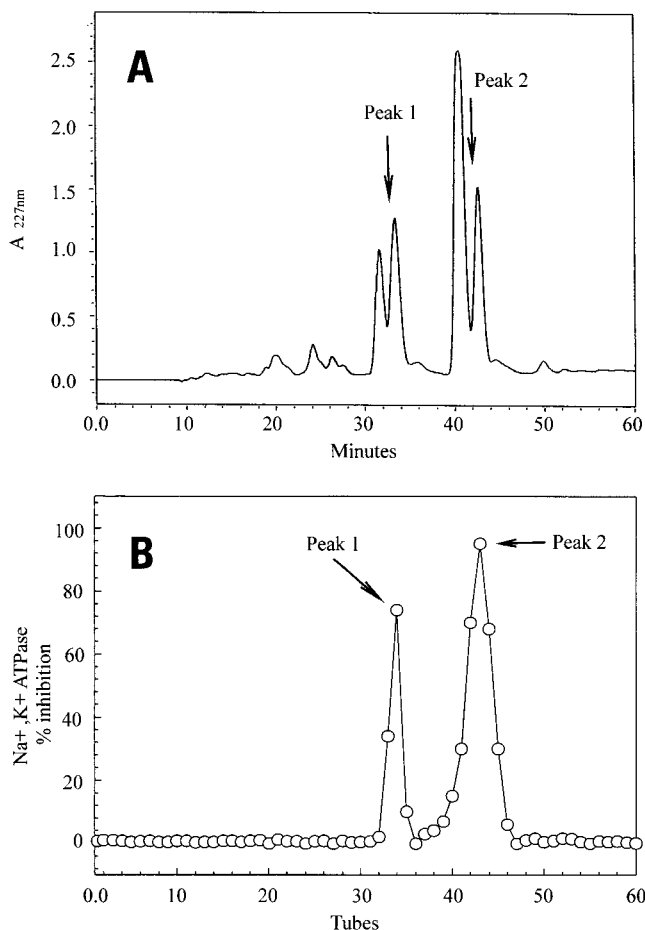 A
Peak 1
Peak 2
A 227nm
2.5
2.0
1.5
1.0
0.5
0.0
0.0 10 20 30 40 50 60
Minutes
B
Peak 1
Peak 2
Na+ ,K+ ATPase
% inhibition
100
80
60
40
20
0
0.0 10 20 30 40 50 60
Tubes